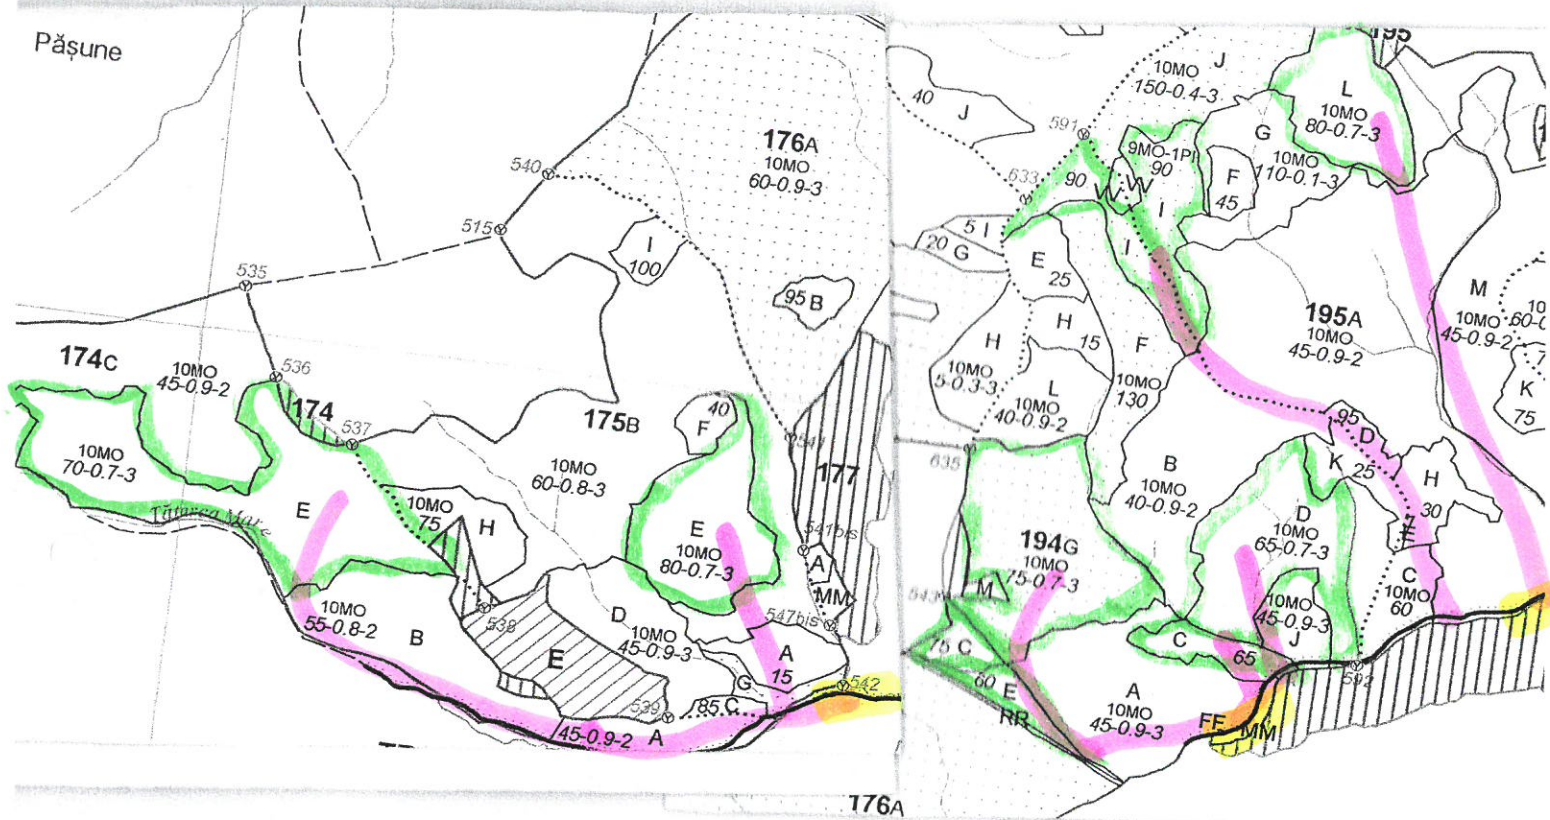 Pășune
176A
10MO
60-0.9-3
540
515
I
100
535
95 B
174C
10MO
45-0.9-2
536
174
537
175B
40
F
541
177
10MO
70-0.7-3
10MO
60-0.8-3
E
Tătarca Mare
10MO
75
H
E
10MO
80-0.7-3
541bis
A
MM
547bis
10MO
55-0.8-2
B
538
E
D
10MO
45-0.9-3
A
15
G
542
539
85 C
45-0.9-2
A
176A
195
J
10MO
150-0.4-3
40
J
L
10MO
80-0.7-3
591
G
10MO
110-0.1-3
9MO-1PI
90
F
45
633
90
I
5 I
20 G
E
25
I
M
10MO
45-0.9-2
195A
10MO
45-0.9-2
H
15
H
10MO
5-0.3-3
F
10MO
130
L
10MO
40-0.9-2
K
75
95
D
25
K
635
B
10MO
40-0.9-2
H
30
D
10MO
65-0.7-3
194G
10MO
75-0.7-3
M
C
10MO
60
543
10MO
45-0.9-3
J
75 C
C
65
60
E
592
A
10MO
45-0.9-3
RR
FF
MM